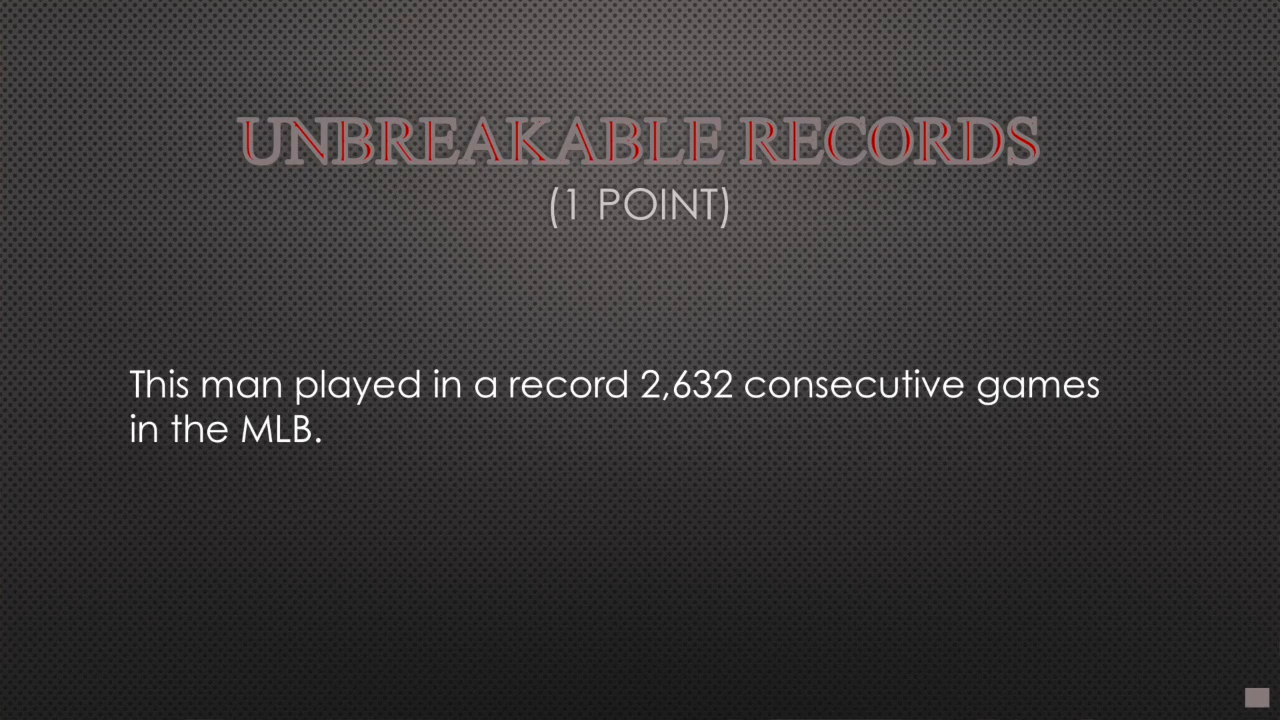 UNBREAKABLE RECORDS
(1 POINT)
This man played in a record 2,632 consecutive games
in the MLB.